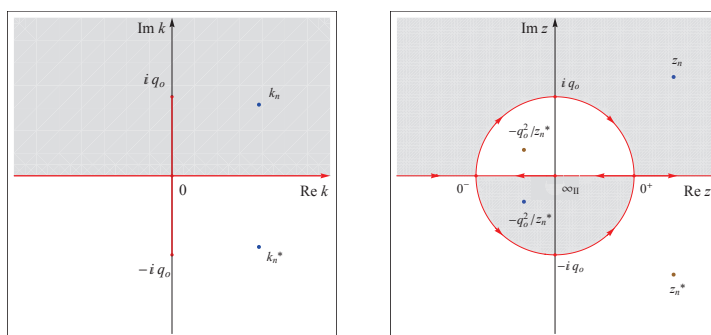 Im k
i q_o
k_n
0
Re k
−i q_o
k_n*
Im z
z_n
i q_o
−q_o^2/z_n*
0^−
∞_II
0^+
Re z
−q_o^2/z_n*
−i q_o
z_n*